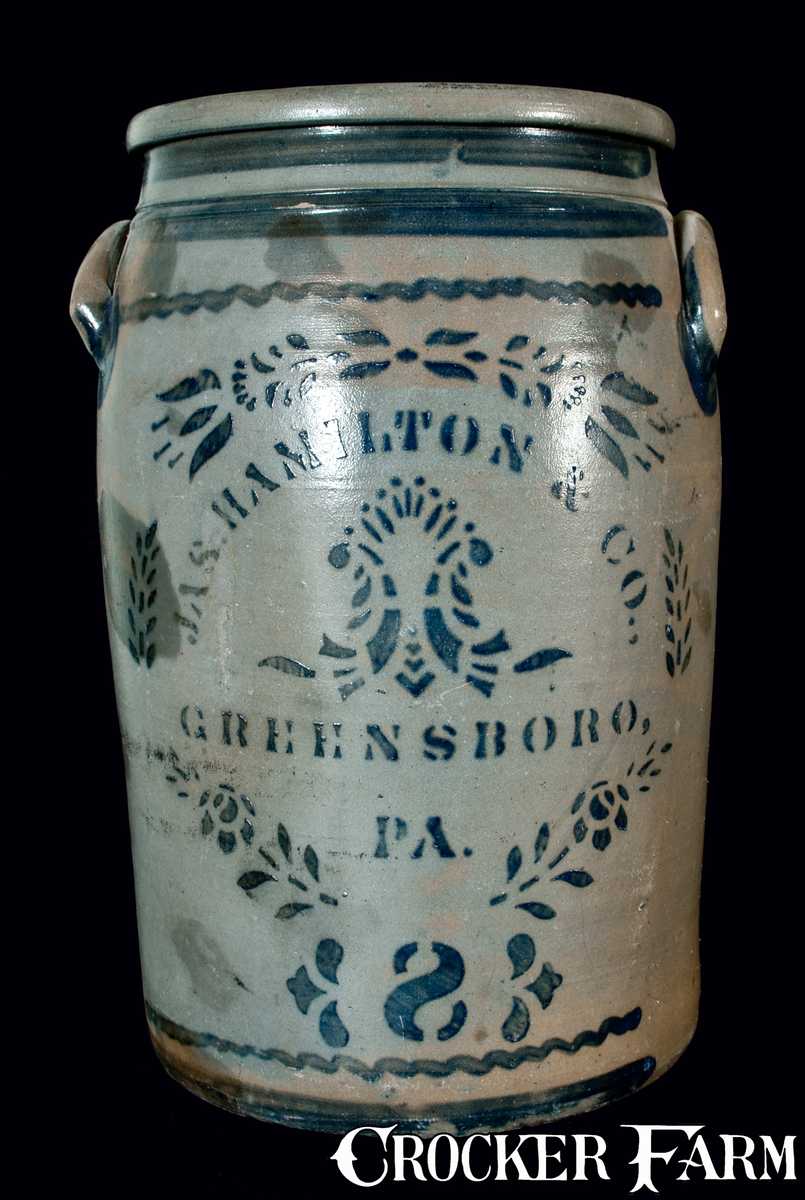 JAS. HAMILTON & CO.,
GREENSBORO,
PA.
8
CROCKER FARM